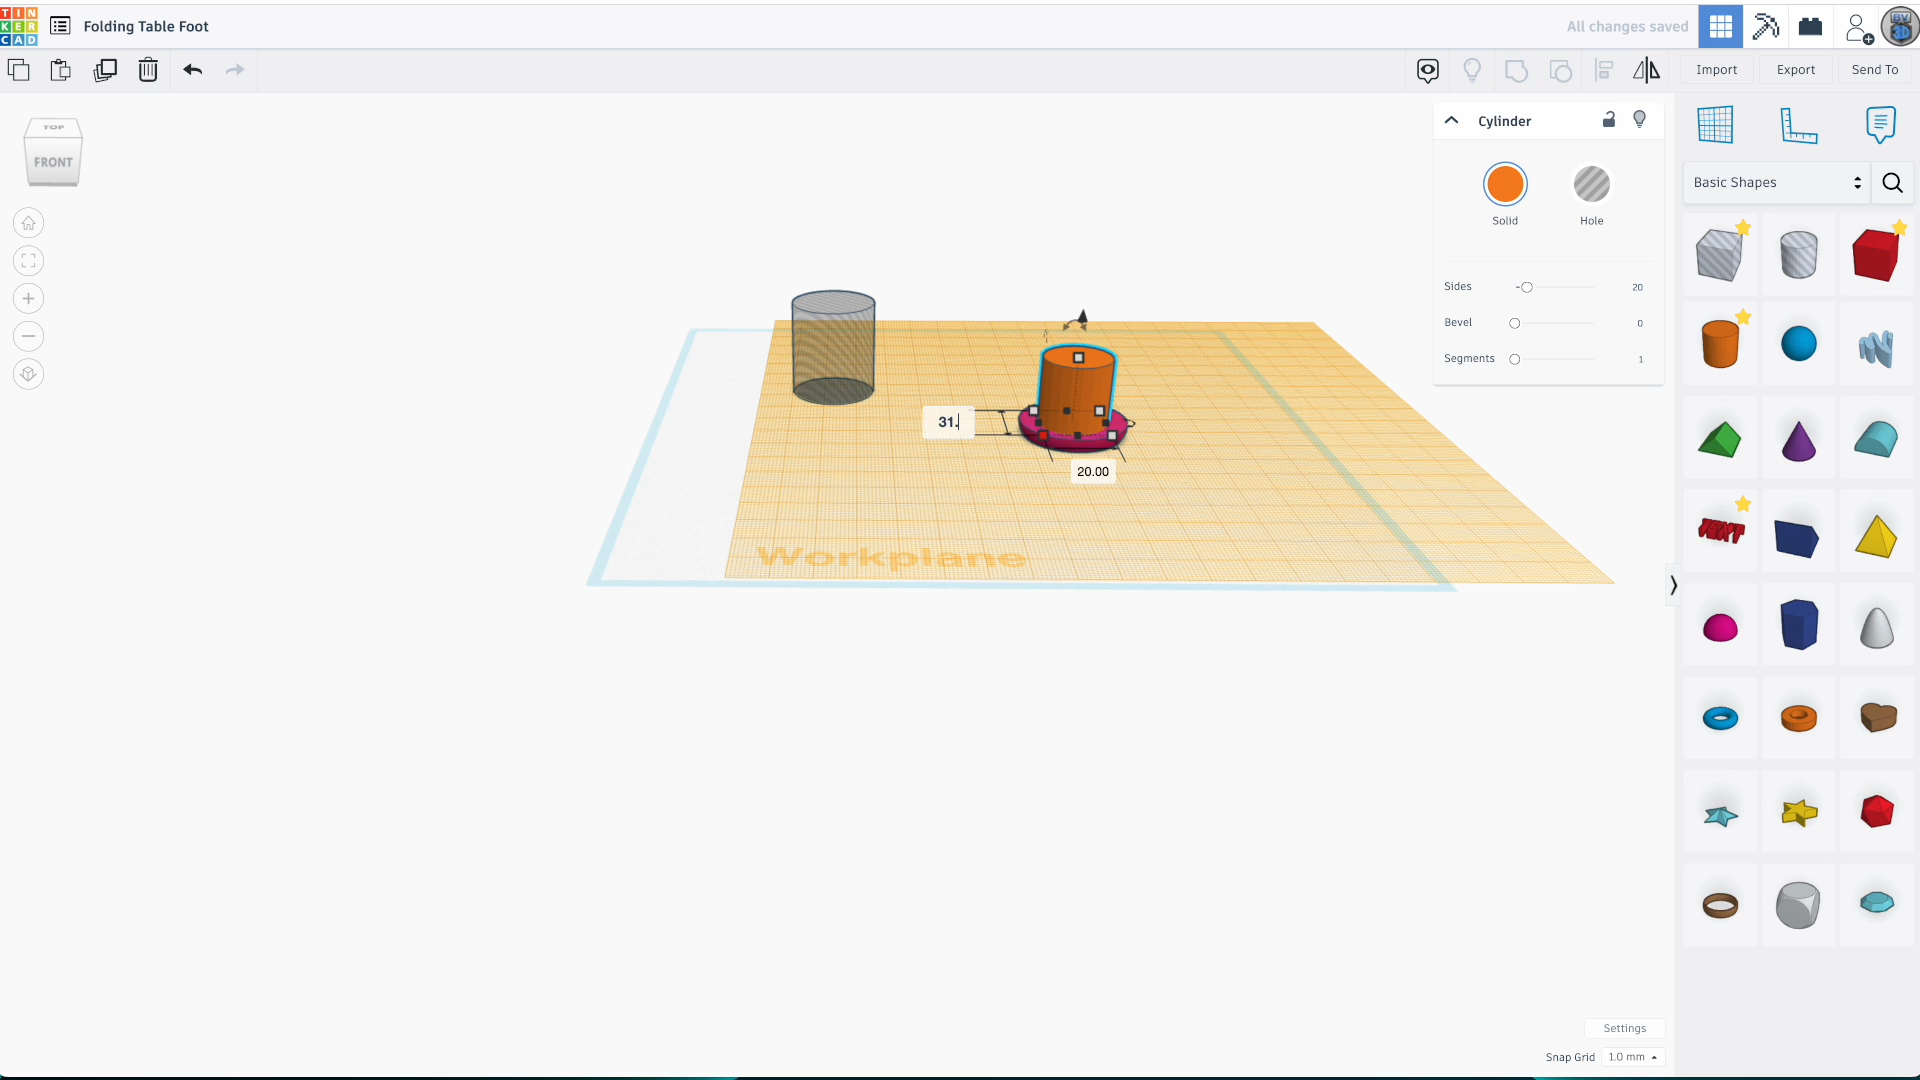 TIN
KER
CAD
Folding Table Foot
All changes saved
Import
Export
Send To
TOP
FRONT
Cylinder
Solid
Hole
Sides
20
Bevel
0
Segments
1
Basic Shapes
TEXT
31.
20.00
Workplane
Settings
Snap Grid
1.0 mm